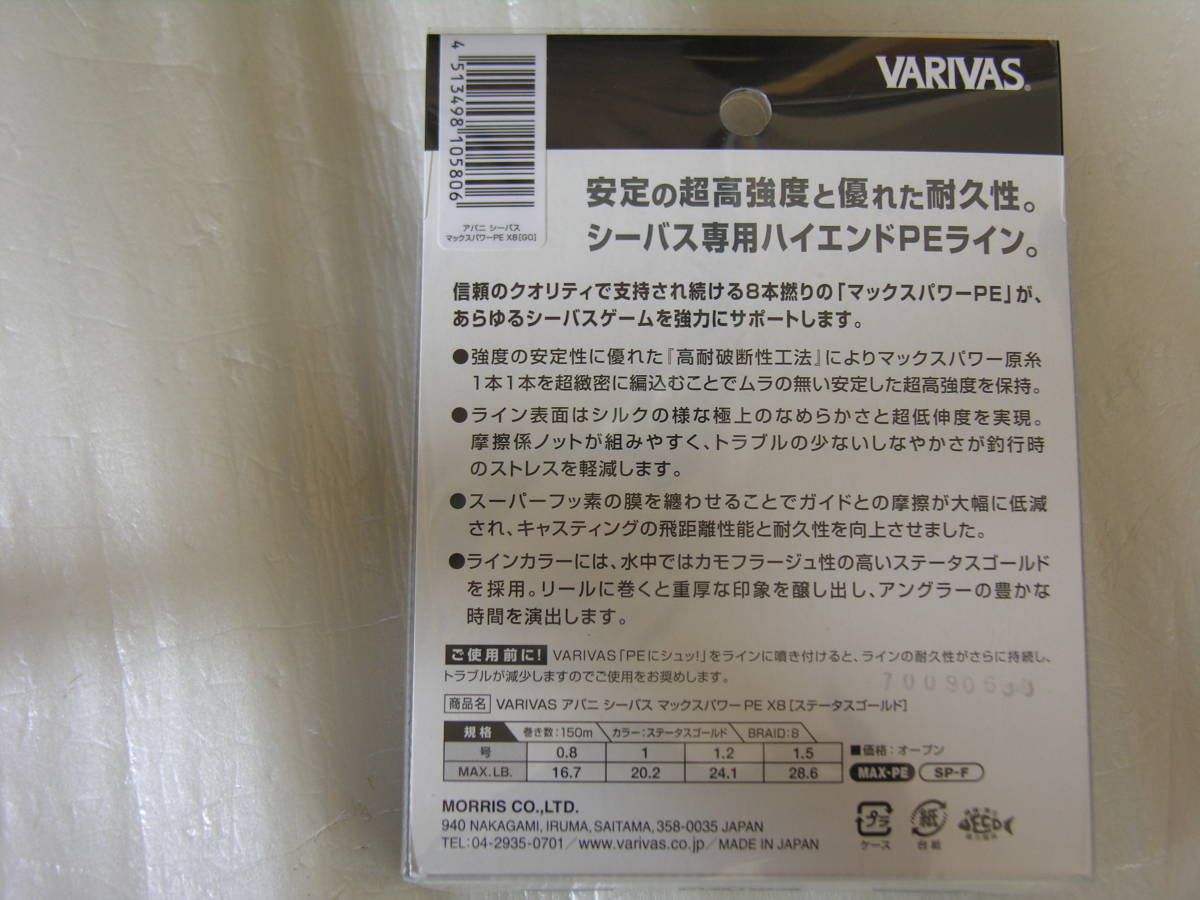 VARIVAS®
4 513498 105806
アバニ シーバス
マックスパワーPE X8[GO]
安定の超高強度と優れた耐久性。
シーバス専用ハイエンドPEライン。
信頼のクオリティで支持され続ける8本撚りの「マックスパワーPE」が、
あらゆるシーバスゲームを強力にサポートします。
●強度の安定性に優れた『高耐破断性工法』によりマックスパワー原糸
1本1本を超緻密に編込むことでムラの無い安定した超高強度を保持。
●ライン表面はシルクの様な極上のなめらかさと超低伸度を実現。
摩擦係ノットが組みやすく、トラブルの少ないしなやかさが釣行時
のストレスを軽減します。
●スーパーフッ素の膜を纏わせることでガイドとの摩擦が大幅に低減
され、キャスティングの飛距離性能と耐久性を向上させました。
●ラインカラーには、水中ではカモフラージュ性の高いステータスゴールド
を採用。リールに巻くと重厚な印象を醸し出し、アングラーの豊かな
時間を演出します。
ご使用前に! VARIVAS「PEにシュッ!」をラインに噴き付けると、ラインの耐久性がさらに持続し、
トラブルが減少しますのでご使用をお奨めします。
商品名 VARIVAS アバニ シーバス マックスパワー PE X8 [ステータスゴールド]
規格 巻き数:150m カラー:ステータスゴールド BRAID:8
号 0.8 1 1.2 1.5
MAX.LB. 16.7 20.2 24.1 28.6
■価格:オープン
MAX・PE SP-F
MORRIS CO.,LTD.
940 NAKAGAMI, IRUMA, SAITAMA, 358-0035 JAPAN
TEL:04-2935-0701/www.varivas.co.jp/MADE IN JAPAN
プラ
ケース
紙
台紙